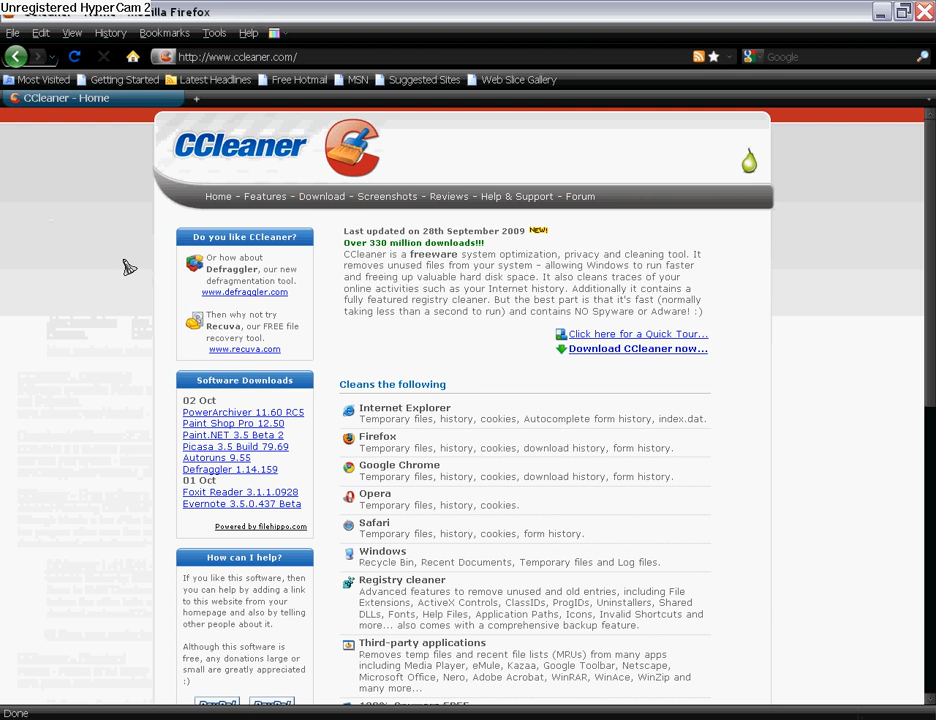 Unregistered HyperCam 2
Mozilla Firefox
File Edit View History Bookmarks Tools Help
http://www.ccleaner.com/
Google
Most Visited Getting Started Latest Headlines Free Hotmail MSN Suggested Sites Web Slice Gallery
CCleaner - Home
CCleaner
Home - Features - Download - Screenshots - Reviews - Help & Support - Forum
Do you like CCleaner?
Or how about
Defraggler, our new
defragmentation tool.
www.defraggler.com
Then why not try
Recuva, our FREE file
recovery tool.
www.recuva.com
Software Downloads
02 Oct
PowerArchiver 11.60 RC5
Paint Shop Pro 12.50
Paint.NET 3.5 Beta 2
Picasa 3.5 Build 79.69
Autoruns 9.55
Defraggler 1.14.159
01 Oct
Foxit Reader 3.1.1.0928
Evernote 3.5.0.437 Beta
Powered by filehippo.com
How can I help?
If you like this software, then
you can help by adding a link
to this website from your
homepage and also by telling
other people about it.
Although this software is
free, any donations large or
small are greatly appreciated
:)
PayPal PayPal
Last updated on 28th September 2009 NEW!
Over 330 million downloads!!!
CCleaner is a freeware system optimization, privacy and cleaning tool. It
removes unused files from your system - allowing Windows to run faster
and freeing up valuable hard disk space. It also cleans traces of your
online activities such as your Internet history. Additionally it contains a
fully featured registry cleaner. But the best part is that it's fast (normally
taking less than a second to run) and contains NO Spyware or Adware! :)
Click here for a Quick Tour...
Download CCleaner now...
Cleans the following
Internet Explorer
Temporary files, history, cookies, Autocomplete form history, index.dat.
Firefox
Temporary files, history, cookies, download history, form history.
Google Chrome
Temporary files, history, cookies, download history, form history.
Opera
Temporary files, history, cookies.
Safari
Temporary files, history, cookies, form history.
Windows
Recycle Bin, Recent Documents, Temporary files and Log files.
Registry cleaner
Advanced features to remove unused and old entries, including File
Extensions, ActiveX Controls, ClassIDs, ProgIDs, Uninstallers, Shared
DLLs, Fonts, Help Files, Application Paths, Icons, Invalid Shortcuts and
more... also comes with a comprehensive backup feature.
Third-party applications
Removes temp files and recent file lists (MRUs) from many apps
including Media Player, eMule, Kazaa, Google Toolbar, Netscape,
Microsoft Office, Nero, Adobe Acrobat, WinRAR, WinAce, WinZip and
many more...
100% Spyware FREE
Done